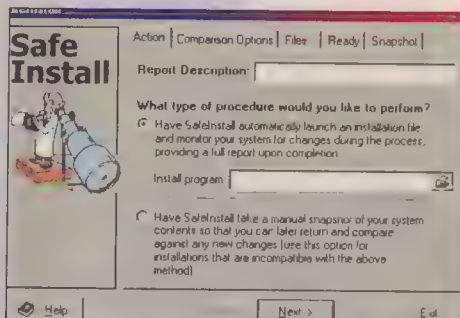 Safe
Install
Action Comparison Options Files Ready Snapshot
Report Description:
What type of procedure would you like to perform?
Have SafeInstall automatically launch an installation file
and monitor your system for changes during the process,
providing a full report upon completion
Install program
Have SafeInstall take a manual snapshot of your system
contents so that you can later return and compare
against any new changes (use this option for
installations that are incompatible with the above
method)
Help Next > Exit